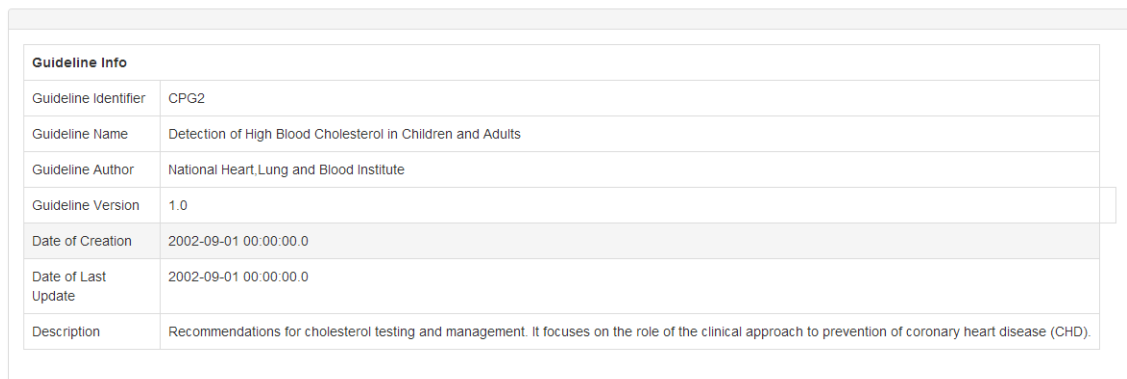 Guideline Info
Guideline Identifier CPG2
Guideline Name Detection of High Blood Cholesterol in Children and Adults
Guideline Author National Heart,Lung and Blood Institute
Guideline Version 1.0
Date of Creation 2002-09-01 00:00:00.0
Date of Last 2002-09-01 00:00:00.0
Update
Description Recommendations for cholesterol testing and management. It focuses on the role of the clinical approach to prevention of coronary heart disease (CHD).